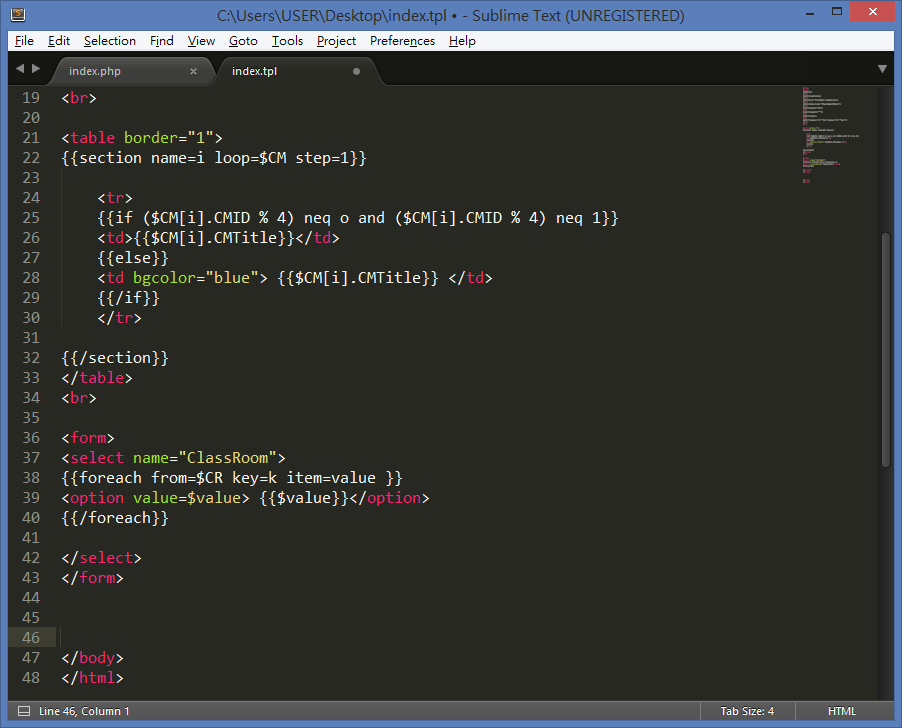 C:\Users\USER\Desktop\index.tpl • - Sublime Text (UNREGISTERED)
File Edit Selection Find View Goto Tools Project Preferences Help
index.php × index.tpl
19 <br>
20
21 <table border="1">
22 {{section name=i loop=$CM step=1}}
23
24 <tr>
25 {{if ($CM[i].CMID % 4) neq o and ($CM[i].CMID % 4) neq 1}}
26 <td>{{$CM[i].CMTitle}}</td>
27 {{else}}
28 <td bgcolor="blue"> {{$CM[i].CMTitle}} </td>
29 {{/if}}
30 </tr>
31
32 {{/section}}
33 </table>
34 <br>
35
36 <form>
37 <select name="ClassRoom">
38 {{foreach from=$CR key=k item=value }}
39 <option value=$value> {{$value}}</option>
40 {{/foreach}}
41
42 </select>
43 </form>
44
45
46
47 </body>
48 </html>
Line 46, Column 1 Tab Size: 4 HTML